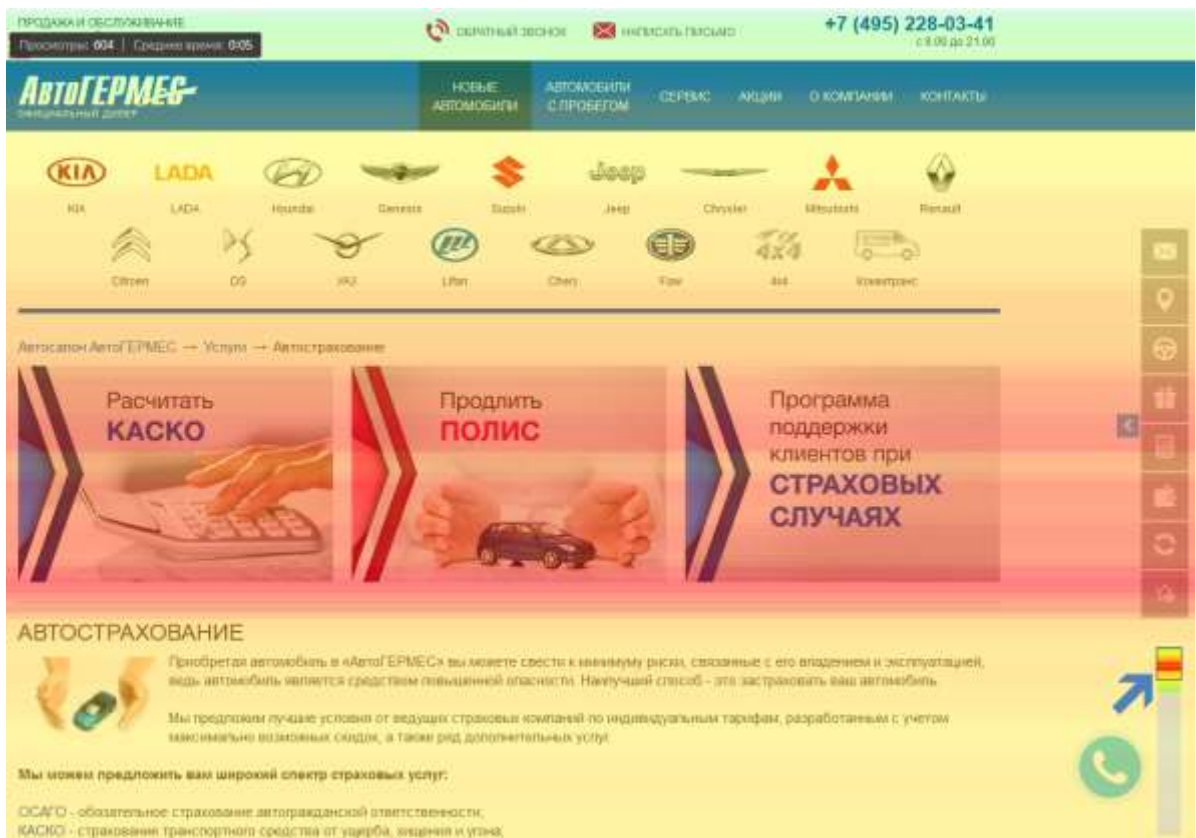 ПРОДАЖА И ОБСЛУЖИВАНИЕ
Просмотры: 604 | Среднее время: 0:05
ОБРАТНЫЙ ЗВОНОК
НАПИСАТЬ ПИСЬМО
+7 (495) 228-03-41
с 8.00 до 21.00
АвтоГЕРМЕС
ОФИЦИАЛЬНЫЙ ДИЛЕР
НОВЫЕ АВТОМОБИЛИ
АВТОМОБИЛИ С ПРОБЕГОМ
СЕРВИС
АКЦИИ
О КОМПАНИИ
КОНТАКТЫ
KIA LADA Jeep
KIA LADA Hyundai Genesis Suzuki Jeep Chrysler Mitsubishi Renault
4x4
Citroen DS УАЗ Lifan Chery Faw 4x4 Комтранс
Автосалон АвтоГЕРМЕС → Услуги → Автострахование
Расчитать
КАСКО
Продлить
ПОЛИС
Программа
поддержки
клиентов при
СТРАХОВЫХ
СЛУЧАЯХ
АВТОСТРАХОВАНИЕ
Приобретая автомобиль в «АвтоГЕРМЕС» вы можете свести к минимуму риски, связанные с его владением и эксплуатацией,
ведь автомобиль является средством повышенной опасности. Наилучший способ - это застраховать ваш автомобиль.
Мы предложим лучшие условия от ведущих страховых компаний по индивидуальным тарифам, разработанным с учетом
максимально возможных скидок, а также ряд дополнительных услуг.
Мы можем предложить вам широкий спектр страховых услуг:
ОСАГО - обязательное страхование автогражданской ответственности;
КАСКО - страхование транспортного средства от ущерба, хищения и угона;